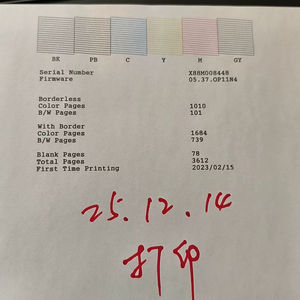 BK PB C Y M GY
Serial Number X88M008448
Firmware 05.37.OP11N4
Borderless
Color Pages 1010
B/W Pages 101
With Border
Color Pages 1684
B/W Pages 739
Blank Pages 78
Total Pages 3612
First Time Printing 2023/02/15
25.12.14
打印